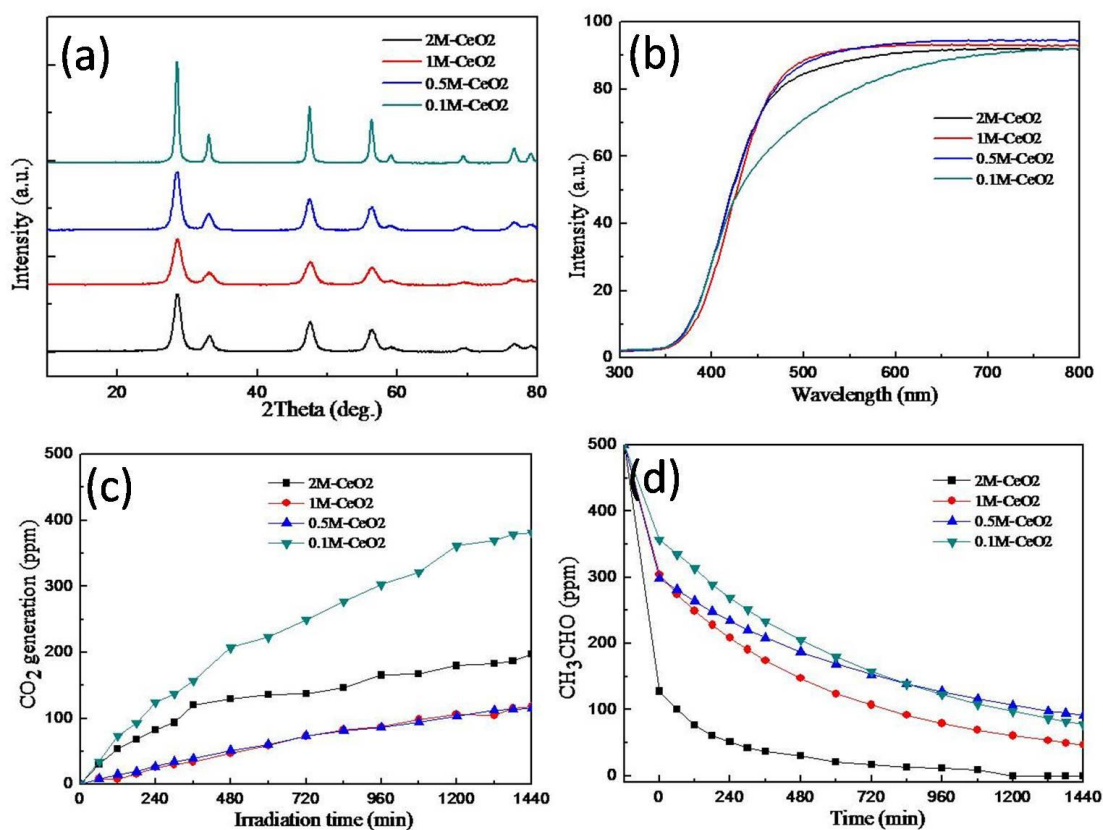 (a)
2M-CeO2
1M-CeO2
0.5M-CeO2
0.1M-CeO2
Intensity (a.u.)
20 40 60 80
2Theta (deg.)
(b)
100
80
60
40
20
0
2M-CeO2
1M-CeO2
0.5M-CeO2
0.1M-CeO2
Intensity (a.u.)
300 400 500 600 700 800
Wavelength (nm)
(c)
500
400
300
200
100
0
2M-CeO2
1M-CeO2
0.5M-CeO2
0.1M-CeO2
CO₂ generation (ppm)
0 240 480 720 960 1200 1440
Irradiation time (min)
(d)
500
400
300
200
100
0
2M-CeO2
1M-CeO2
0.5M-CeO2
0.1M-CeO2
CH₃CHO (ppm)
0 240 480 720 960 1200 1440
Time (min)